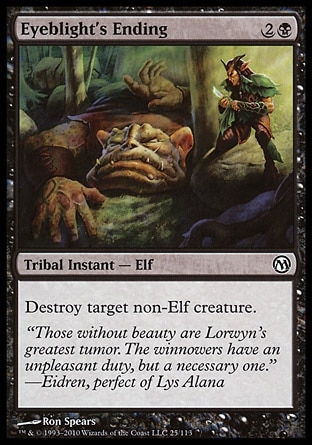 Eyeblight's Ending 2
Tribal Instant — Elf
Destroy target non-Elf creature.
“Those without beauty are Lorwyn's
greatest tumor. The winnowers have an
unpleasant duty, but a necessary one.”
—Eidren, perfect of Lys Alana
Ron Spears
™ & © 1993–2010 Wizards of the Coast LLC 25/113